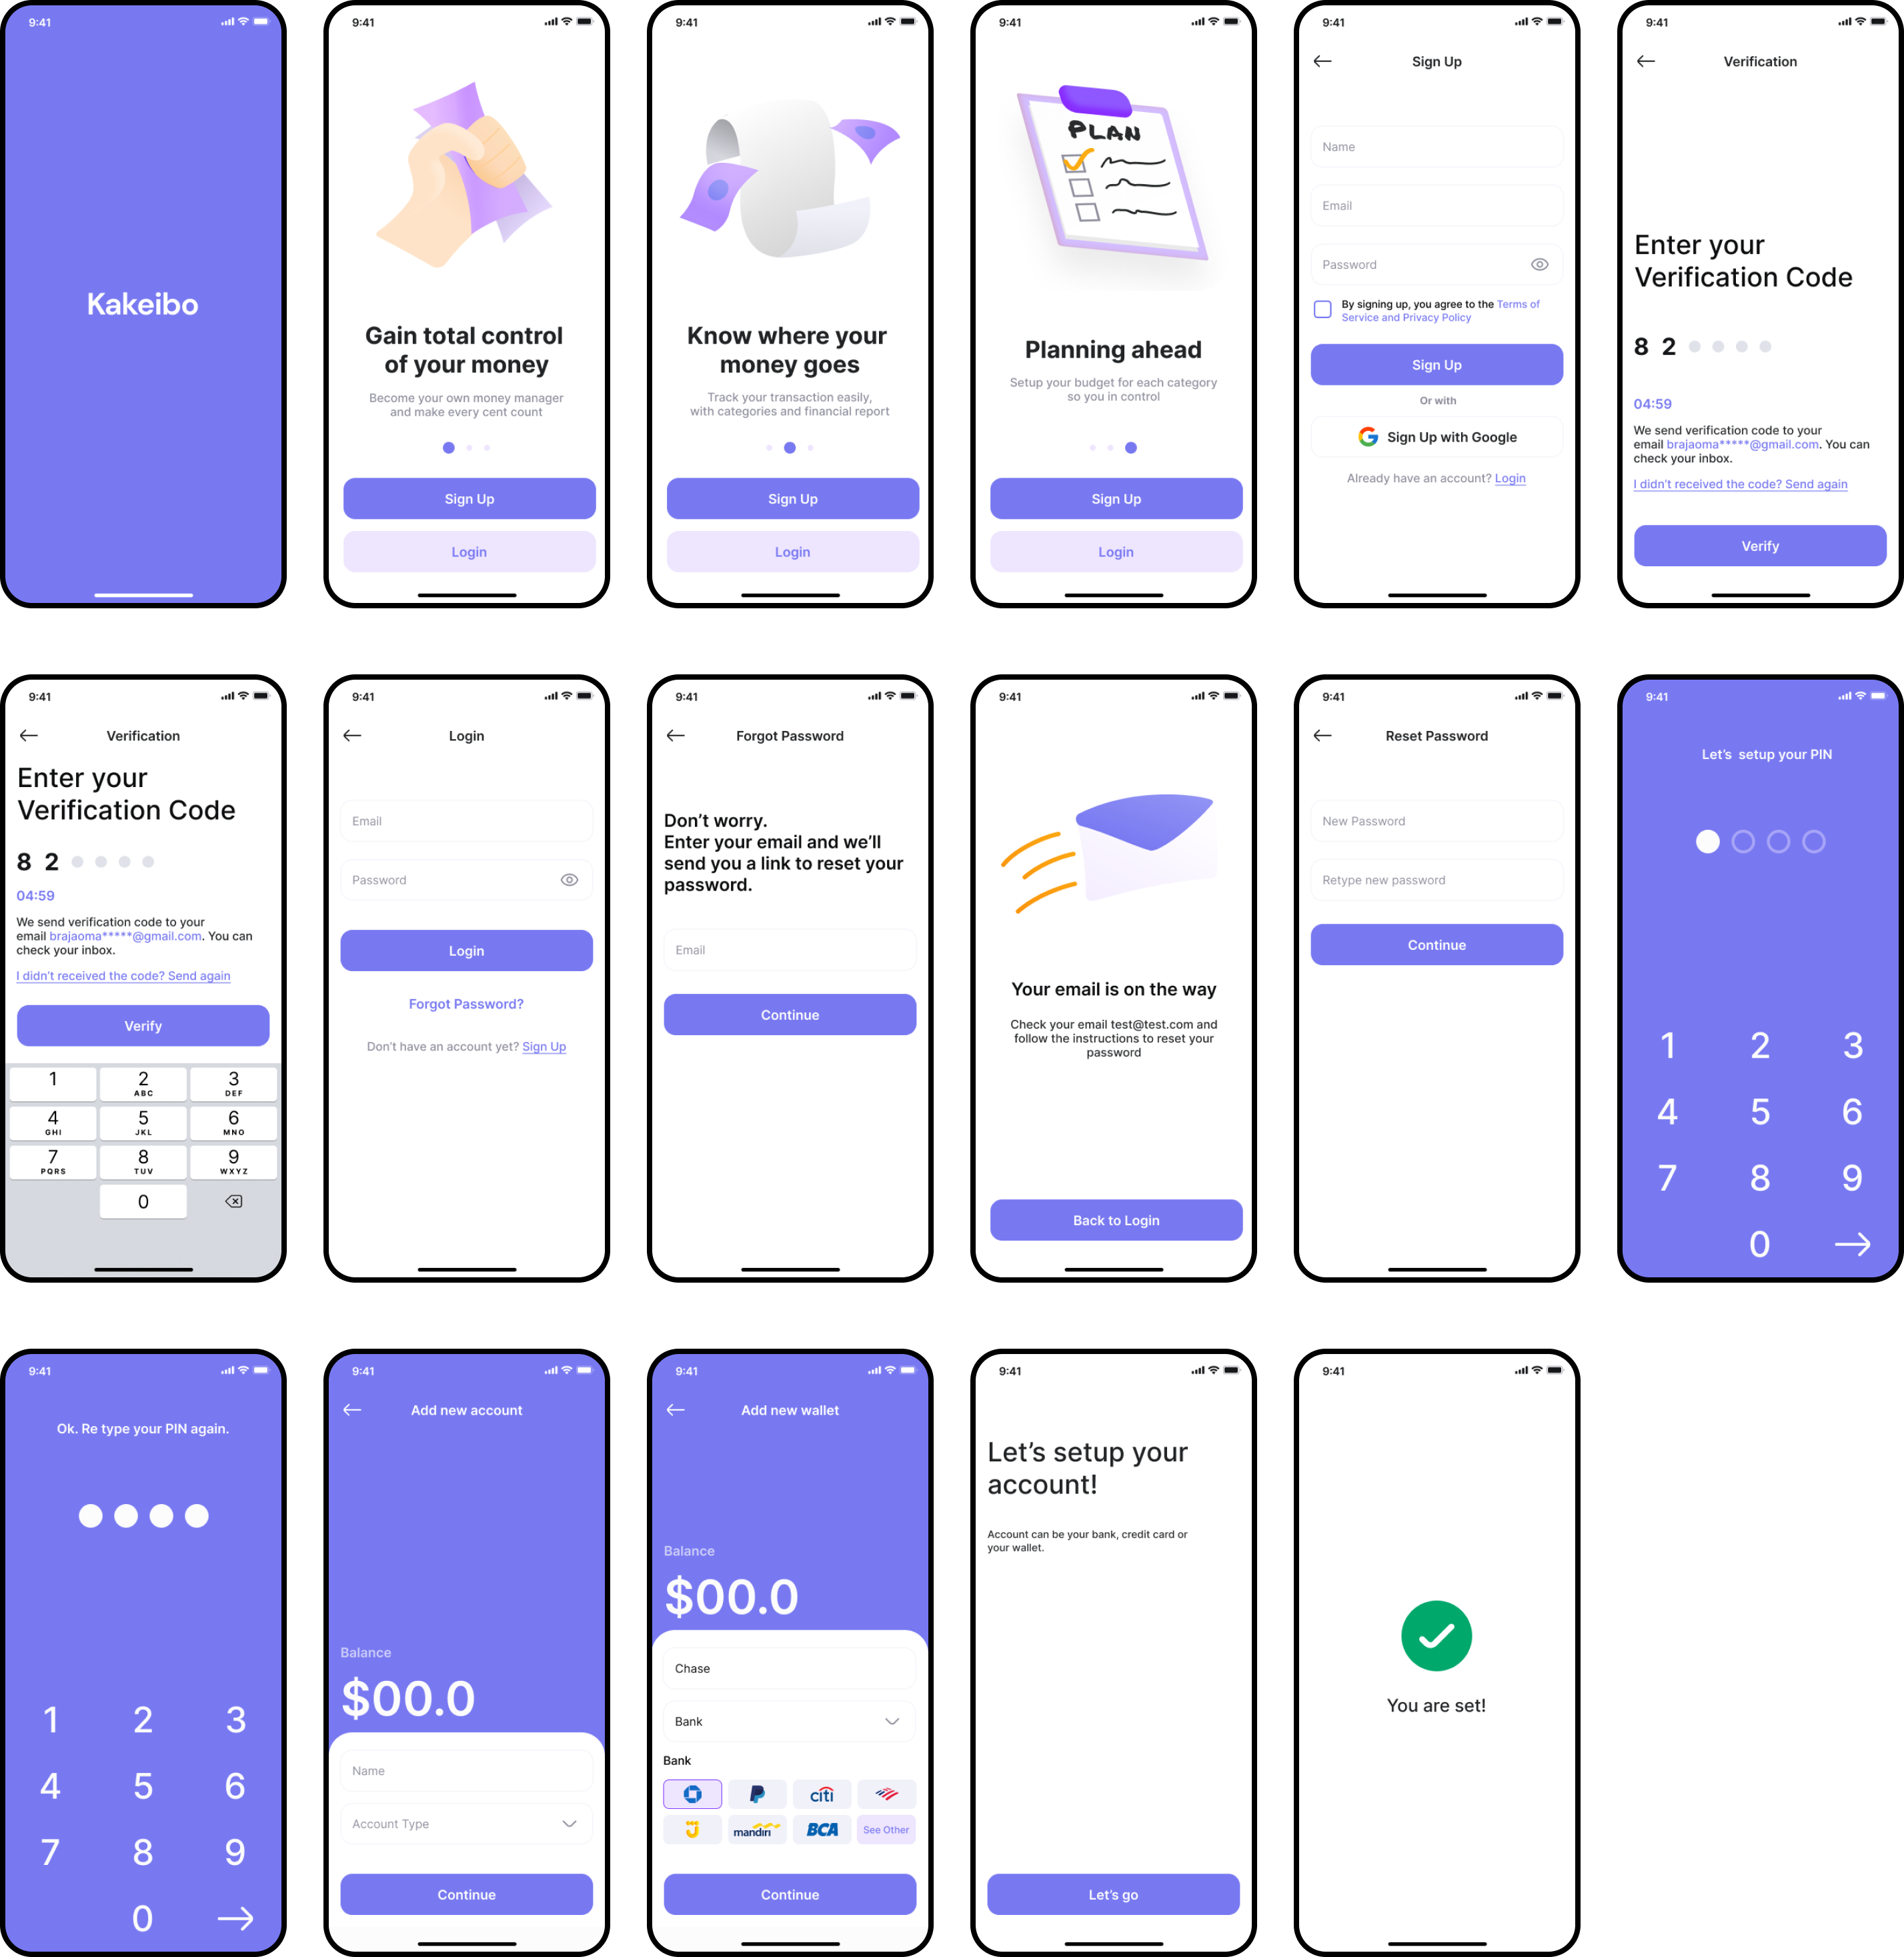 9:41
Kakeibo
9:41
Gain total control
of your money
Become your own money manager
and make every cent count
Sign Up
Login
9:41
Know where your
money goes
Track your transaction easily,
with categories and financial report
Sign Up
Login
9:41
PLAN
Planning ahead
Setup your budget for each category
so you in control
Sign Up
Login
9:41
Sign Up
Name
Email
Password
By signing up, you agree to the Terms of
Service and Privacy Policy
Sign Up
Or with
Sign Up with Google
Already have an account? Login
9:41
Verification
Enter your
Verification Code
8 2
04:59
We send verification code to your
email brajaoma*****@gmail.com. You can
check your inbox.
I didn't received the code? Send again
Verify
9:41
Verification
Enter your
Verification Code
8 2
04:59
We send verification code to your
email brajaoma*****@gmail.com. You can
check your inbox.
I didn't received the code? Send again
Verify
1 2 3
ABC DEF
4 5 6
GHI JKL MNO
7 8 9
PQRS TUV WXYZ
0
9:41
Login
Email
Password
Login
Forgot Password?
Don't have an account yet? Sign Up
9:41
Forgot Password
Don't worry.
Enter your email and we'll
send you a link to reset your
password.
Email
Continue
9:41
Your email is on the way
Check your email test@test.com and
follow the instructions to reset your
password
Back to Login
9:41
Reset Password
New Password
Retype new password
Continue
9:41
Let's setup your PIN
1 2 3
4 5 6
7 8 9
0
9:41
Ok. Re type your PIN again.
1 2 3
4 5 6
7 8 9
0
9:41
Add new account
Balance
$00.0
Name
Account Type
Continue
9:41
Add new wallet
Balance
$00.0
Chase
Bank
Bank
citi
mandiri BCA See Other
Continue
9:41
Let's setup your
account!
Account can be your bank, credit card or
your wallet.
Let's go
9:41
You are set!